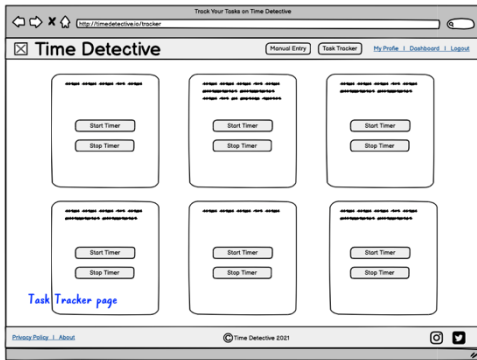 Track Your Tasks on Time Detective
http://timedetective.io/tracker
Time Detective
Manual Entry
Task Tracker
My Profile | Dashboard | Logout
Start Timer
Stop Timer
Start Timer
Stop Timer
Start Timer
Stop Timer
Start Timer
Stop Timer
Start Timer
Stop Timer
Start Timer
Stop Timer
Task Tracker page
Privacy Policy | About
© Time Detective 2021